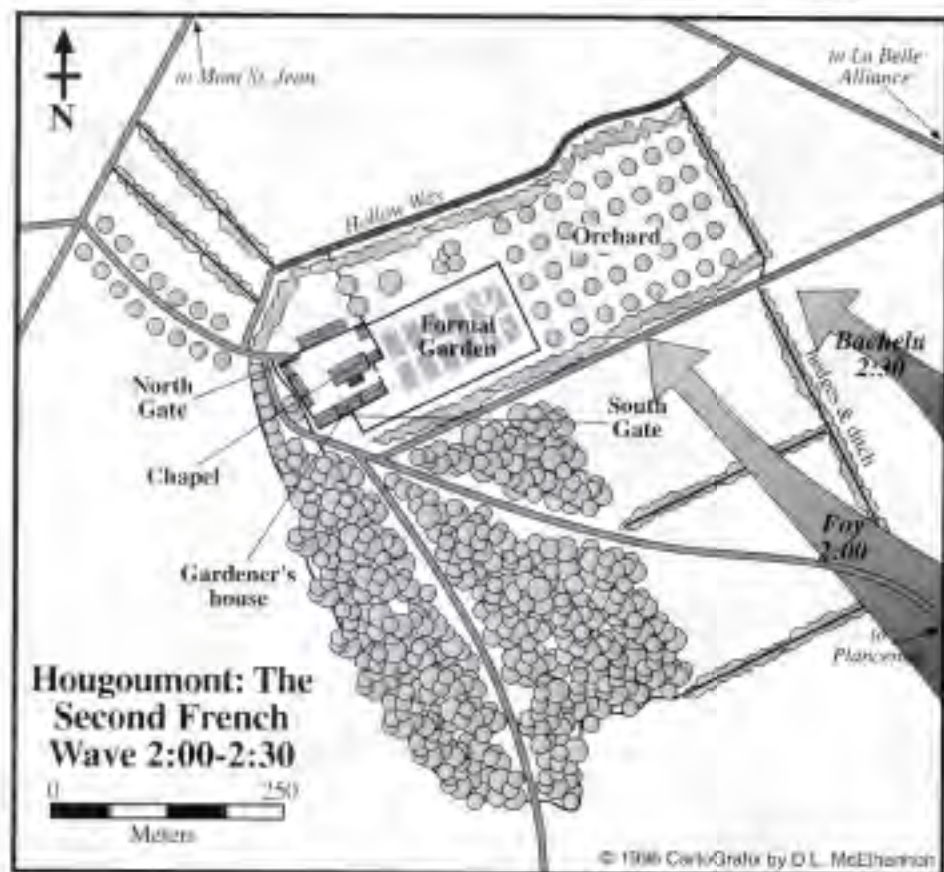 N
to Mont St. Jean
to La Belle
Alliance
Hollow Way
Orchard
Formal
Garden
Bachelu
2:30
hedges & ditch
North
Gate
South
Gate
Chapel
Foy
2:00
Gardener's
house
to
Hougoumont: The
Second French
Wave 2:00-2:30
0 250
Meters
© 1996 CartoGrafix by D.L. McElhannon